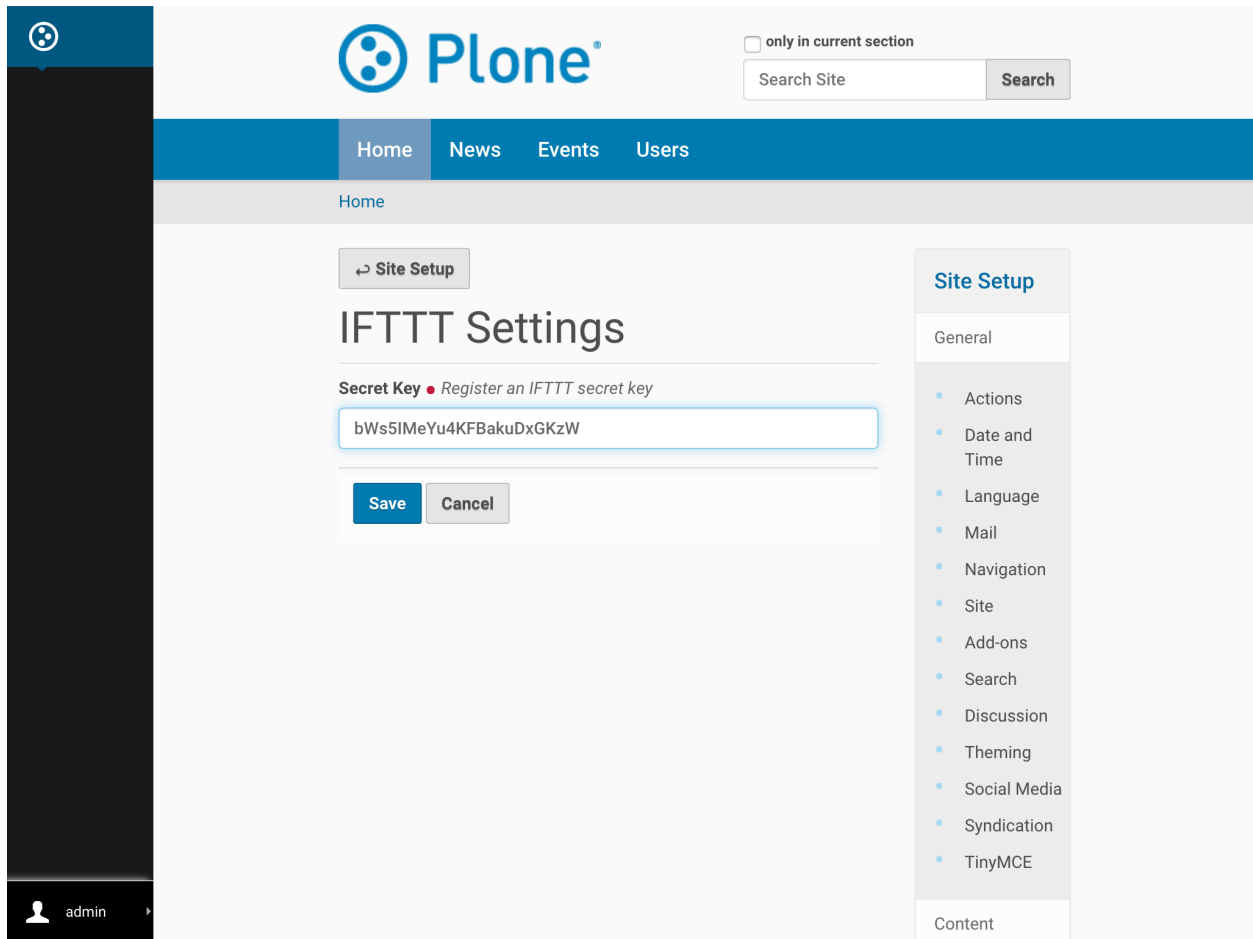 Plone®
only in current section
Search Site
Search
Home
News
Events
Users
Home
Site Setup
IFTTT Settings
Secret Key • Register an IFTTT secret key
bWs5IMeYu4KFBakuDxGKzW
Save
Cancel
Site Setup
General
Actions
Date and
Time
Language
Mail
Navigation
Site
Add-ons
Search
Discussion
Theming
Social Media
Syndication
TinyMCE
Content
admin